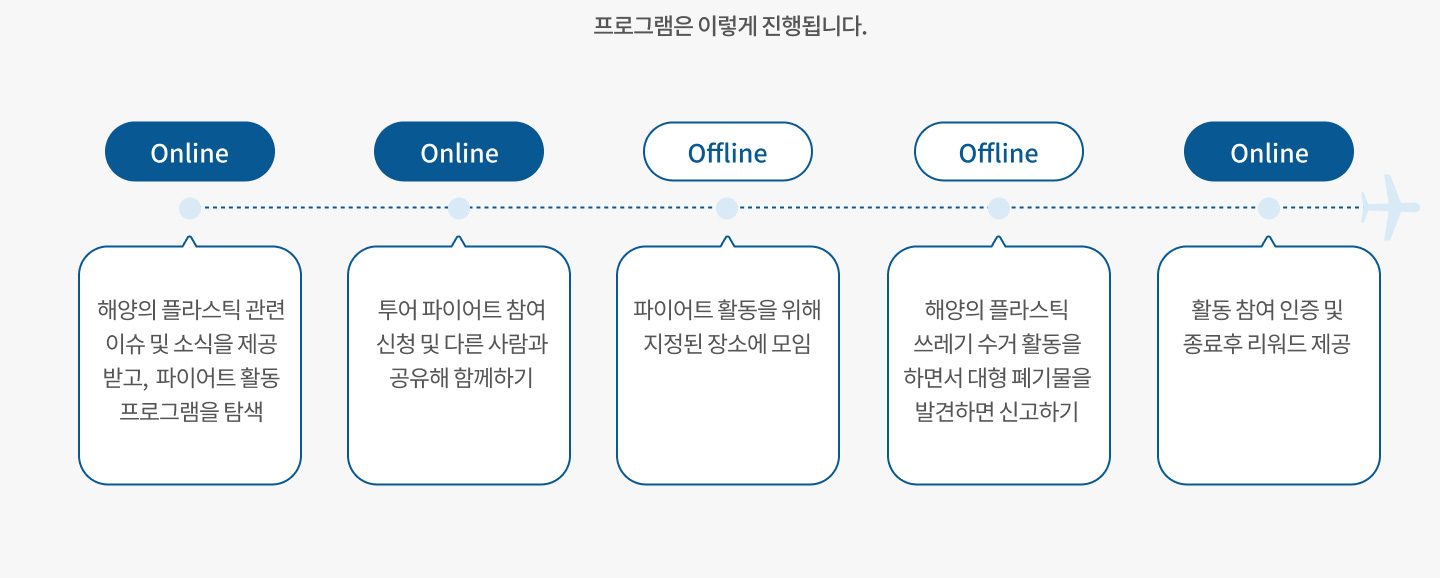 프로그램은 이렇게 진행됩니다.
Online
Online
Offline
Offline
Online
해양의 플라스틱 관련
이슈 및 소식을 제공
받고, 파이어트 활동
프로그램을 탐색
투어 파이어트 참여
신청 및 다른 사람과
공유해 함께하기
파이어트 활동을 위해
지정된 장소에 모임
해양의 플라스틱
쓰레기 수거 활동을
하면서 대형 폐기물을
발견하면 신고하기
활동 참여 인증 및
종료후 리워드 제공